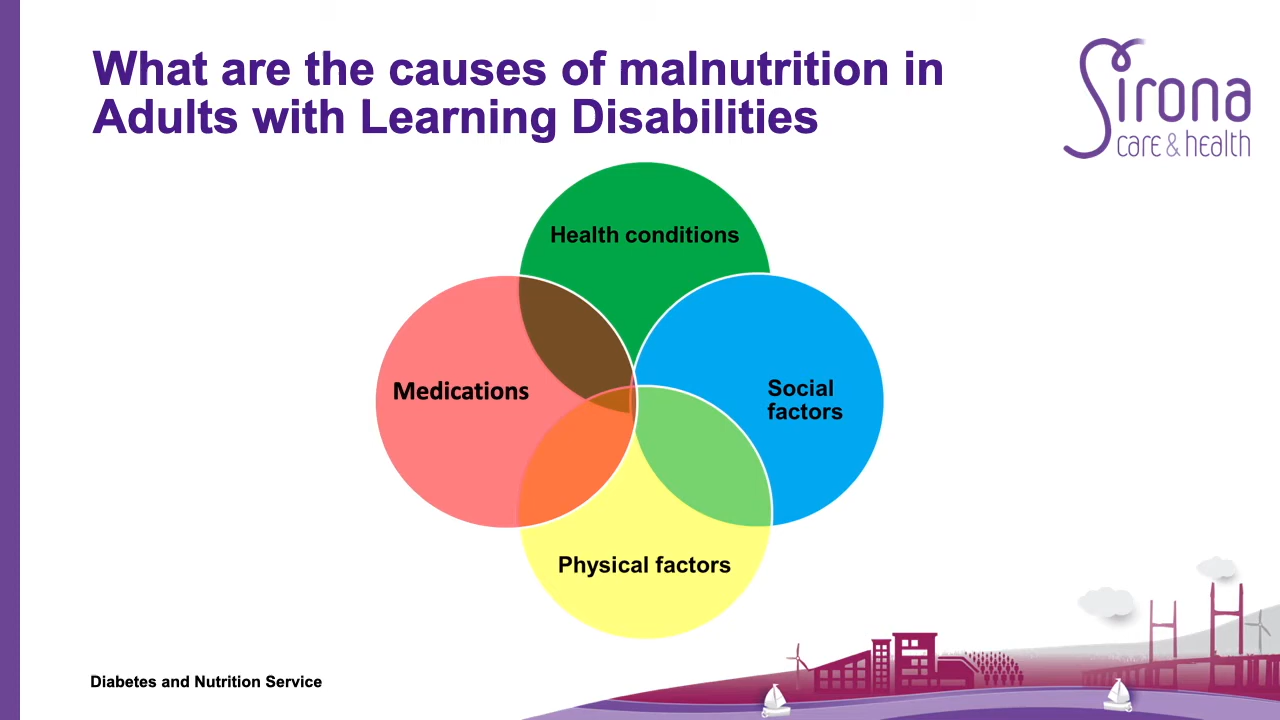 What are the causes of malnutrition in
Adults with Learning Disabilities
Sirona
care & health
Health conditions
Medications
Social
factors
Physical factors
Diabetes and Nutrition Service